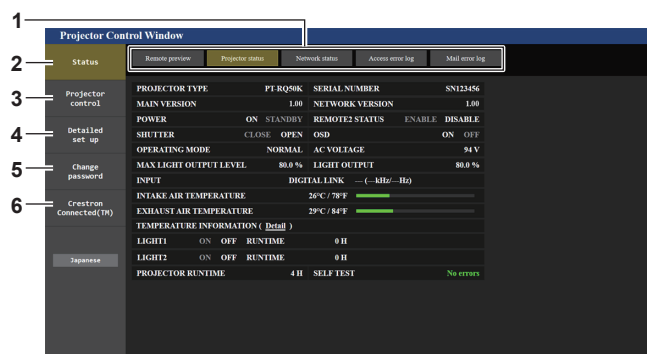 1
Projector Control Window
2
Status
Remote preview Projector status Network status Access error log Mail error log
3
Projector
control
4
Detailed
set up
5
Change
password
6
Crestron
Connected(TM)
Japanese
PROJECTOR TYPE PT-RQ50K SERIAL NUMBER SN123456
MAIN VERSION 1.00 NETWORK VERSION 1.00
POWER ON STANDBY REMOTE2 STATUS ENABLE DISABLE
SHUTTER CLOSE OPEN OSD ON OFF
OPERATING MODE NORMAL AC VOLTAGE 94 V
MAX LIGHT OUTPUT LEVEL 80.0 % LIGHT OUTPUT 80.0 %
INPUT DIGITAL LINK — (—kHz/—Hz)
INTAKE AIR TEMPERATURE 26°C / 78°F
EXHAUST AIR TEMPERATURE 29°C / 84°F
TEMPERATURE INFORMATION ( Detail )
LIGHT1 ON OFF RUNTIME 0 H
LIGHT2 ON OFF RUNTIME 0 H
PROJECTOR RUNTIME 4 H SELF TEST No errors